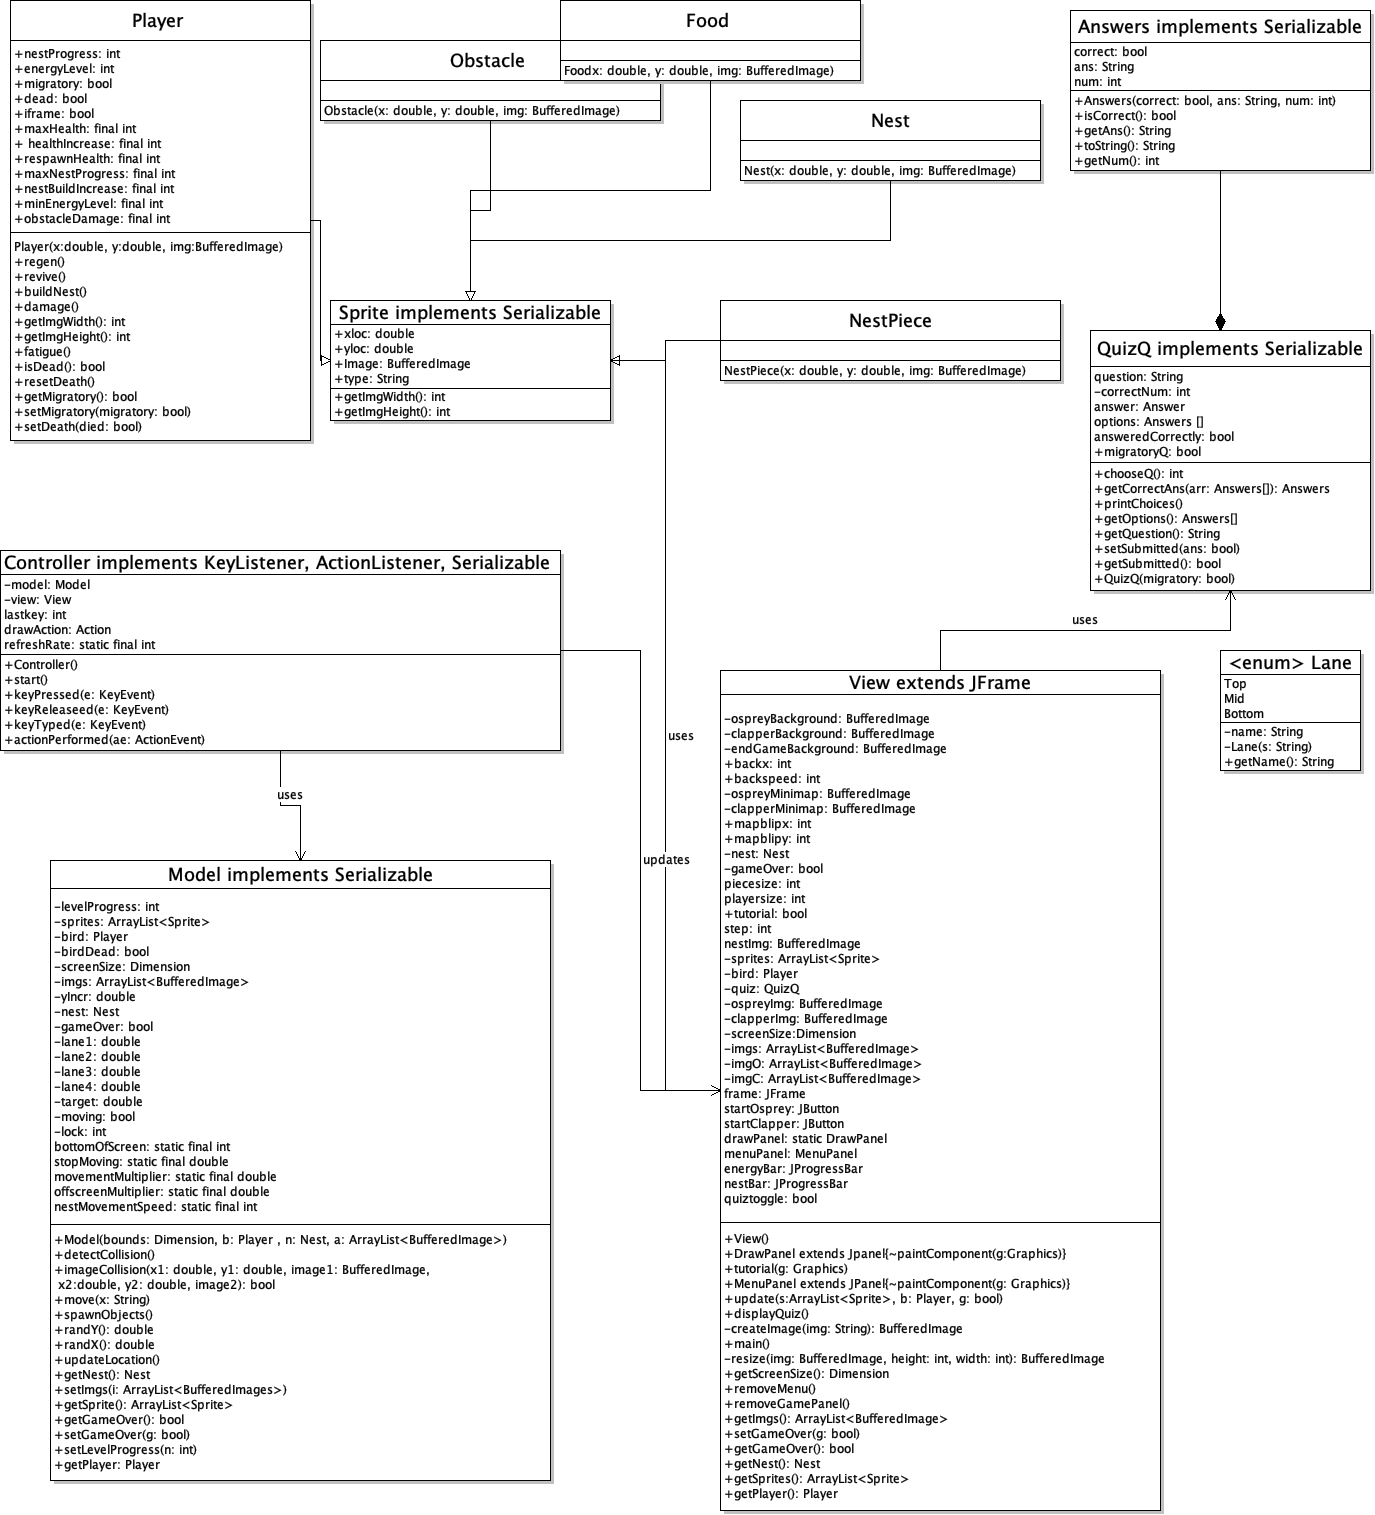 Player
+nestProgress: int
+energyLevel: int
+migratory: bool
+dead: bool
+iframe: bool
+maxHealth: final int
+ healthIncrease: final int
+respawnHealth: final int
+maxNestProgress: final int
+nestBuildIncrease: final int
+minEnergyLevel: final int
+obstacleDamage: final int
Player(x:double, y:double, img:BufferedImage)
+regen()
+revive()
+buildNest()
+damage()
+getImgWidth(): int
+getImgHeight(): int
+fatigue()
+isDead(): bool
+resetDeath()
+getMigratory(): bool
+setMigratory(migratory: bool)
+setDeath(died: bool)
Obstacle
Obstacle(x: double, y: double, img: BufferedImage)
Food
Foodx: double, y: double, img: BufferedImage)
Nest
Nest(x: double, y: double, img: BufferedImage)
Answers implements Serializable
correct: bool
ans: String
num: int
+Answers(correct: bool, ans: String, num: int)
+isCorrect(): bool
+getAns(): String
+toString(): String
+getNum(): int
Sprite implements Serializable
+xloc: double
+yloc: double
+Image: BufferedImage
+type: String
+getImgWidth(): int
+getImgHeight(): int
NestPiece
NestPiece(x: double, y: double, img: BufferedImage)
QuizQ implements Serializable
question: String
-correctNum: int
answer: Answer
options: Answers []
answeredCorrectly: bool
+migratoryQ: bool
+chooseQ(): int
+getCorrectAns(arr: Answers[]): Answers
+printChoices()
+getOptions(): Answers[]
+getQuestion(): String
+setSubmitted(ans: bool)
+getSubmitted(): bool
+QuizQ(migratory: bool)
Controller implements KeyListener, ActionListener, Serializable
-model: Model
-view: View
lastkey: int
drawAction: Action
refreshRate: static final int
+Controller()
+start()
+keyPressed(e: KeyEvent)
+keyReleaseed(e: KeyEvent)
+keyTyped(e: KeyEvent)
+actionPerformed(ae: ActionEvent)
uses
uses
uses
updates
<enum> Lane
Top
Mid
Bottom
-name: String
-Lane(s: String)
+getName(): String
Model implements Serializable
-levelProgress: int
-sprites: ArrayList<Sprite>
-bird: Player
-birdDead: bool
-screenSize: Dimension
-imgs: ArrayList<BufferedImage>
-yIncr: double
-nest: Nest
-gameOver: bool
-lane1: double
-lane2: double
-lane3: double
-lane4: double
-target: double
-moving: bool
-lock: int
bottomOfScreen: static final int
stopMoving: static final double
movementMultiplier: static final double
offscreenMultiplier: static final double
nestMovementSpeed: static final int
+Model(bounds: Dimension, b: Player , n: Nest, a: ArrayList<BufferedImage>)
+detectCollision()
+imageCollision(x1: double, y1: double, image1: BufferedImage,
x2:double, y2: double, image2): bool
+move(x: String)
+spawnObjects()
+randY(): double
+randX(): double
+updateLocation()
+getNest(): Nest
+setImgs(i: ArrayList<BufferedImages>)
+getSprite(): ArrayList<Sprite>
+getGameOver(): bool
+setGameOver(g: bool)
+setLevelProgress(n: int)
+getPlayer: Player
View extends JFrame
-ospreyBackground: BufferedImage
-clapperBackground: BufferedImage
-endGameBackground: BufferedImage
+backx: int
+backspeed: int
-ospreyMinimap: BufferedImage
-clapperMinimap: BufferedImage
+mapblipx: int
+mapblipy: int
-nest: Nest
-gameOver: bool
piecesize: int
playersize: int
+tutorial: bool
step: int
nestImg: BufferedImage
-sprites: ArrayList<Sprite>
-bird: Player
-quiz: QuizQ
-ospreyImg: BufferedImage
-clapperImg: BufferedImage
-screenSize:Dimension
-imgs: ArrayList<BufferedImage>
-imgO: ArrayList<BufferedImage>
-imgC: ArrayList<BufferedImage>
frame: JFrame
startOsprey: JButton
startClapper: JButton
drawPanel: static DrawPanel
menuPanel: MenuPanel
energyBar: JProgressBar
nestBar: JProgressBar
quiztoggle: bool
+View()
+DrawPanel extends Jpanel{~paintComponent(g:Graphics)}
+tutorial(g: Graphics)
+MenuPanel extends JPanel{~paintComponent(g: Graphics)}
+update(s:ArrayList<Sprite>, b: Player, g: bool)
+displayQuiz()
-createImage(img: String): BufferedImage
+main()
-resize(img: BufferedImage, height: int, width: int): BufferedImage
+getScreenSize(): Dimension
+removeMenu()
+removeGamePanel()
+getImgs(): ArrayList<BufferedImage>
+setGameOver(g: bool)
+getGameOver(): bool
+getNest(): Nest
+getSprites(): ArrayList<Sprite>
+getPlayer(): Player